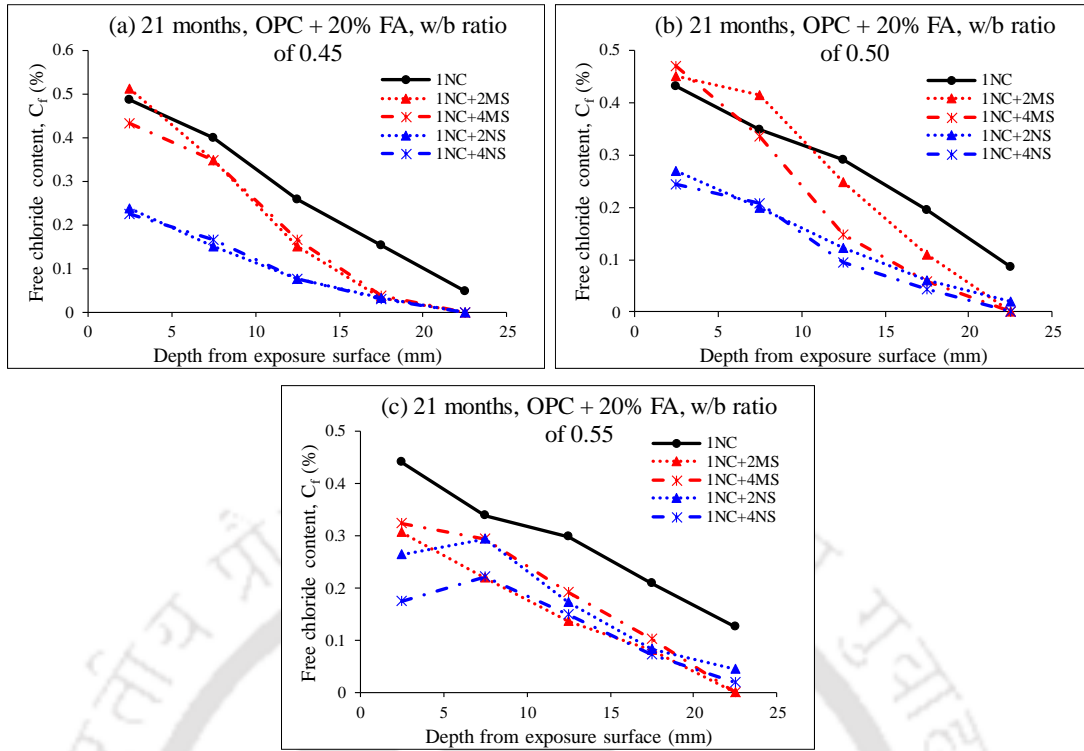 (a) 21 months, OPC + 20% FA, w/b ratio
of 0.45
Free chloride content, C_f (%)
0.6
0.5
0.4
0.3
0.2
0.1
0
0 5 10 15 20 25
Depth from exposure surface (mm)
1NC
1NC+2MS
1NC+4MS
1NC+2NS
1NC+4NS
(b) 21 months, OPC + 20% FA, w/b ratio
of 0.50
Free chloride content, C_f (%)
0.5
0.4
0.3
0.2
0.1
0
0 5 10 15 20 25
Depth from exposure surface (mm)
1NC
1NC+2MS
1NC+4MS
1NC+2NS
1NC+4NS
(c) 21 months, OPC + 20% FA, w/b ratio
of 0.55
Free chloride content, C_f (%)
0.5
0.4
0.3
0.2
0.1
0
0 5 10 15 20 25
Depth from exposure surface (mm)
1NC
1NC+2MS
1NC+4MS
1NC+2NS
1NC+4NS